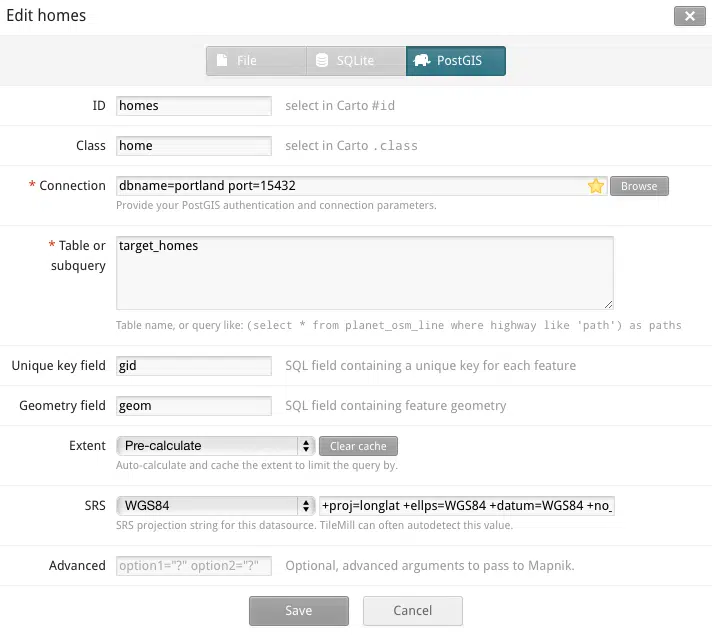 Edit homes
File SQLite PostGIS
ID homes select in Carto #id
Class home select in Carto .class
* Connection dbname=portland port=15432 Browse
Provide your PostGIS authentication and connection parameters.
* Table or target_homes
subquery
Table name, or query like: (select * from planet_osm_line where highway like 'path') as paths
Unique key field gid SQL field containing a unique key for each feature
Geometry field geom SQL field containing feature geometry
Extent Pre-calculate Clear cache
Auto-calculate and cache the extent to limit the query by.
SRS WGS84 +proj=longlat +ellps=WGS84 +datum=WGS84 +no_
SRS projection string for this datasource. TileMill can often autodetect this value.
Advanced option1="?" option2="?" Optional, advanced arguments to pass to Mapnik.
Save Cancel